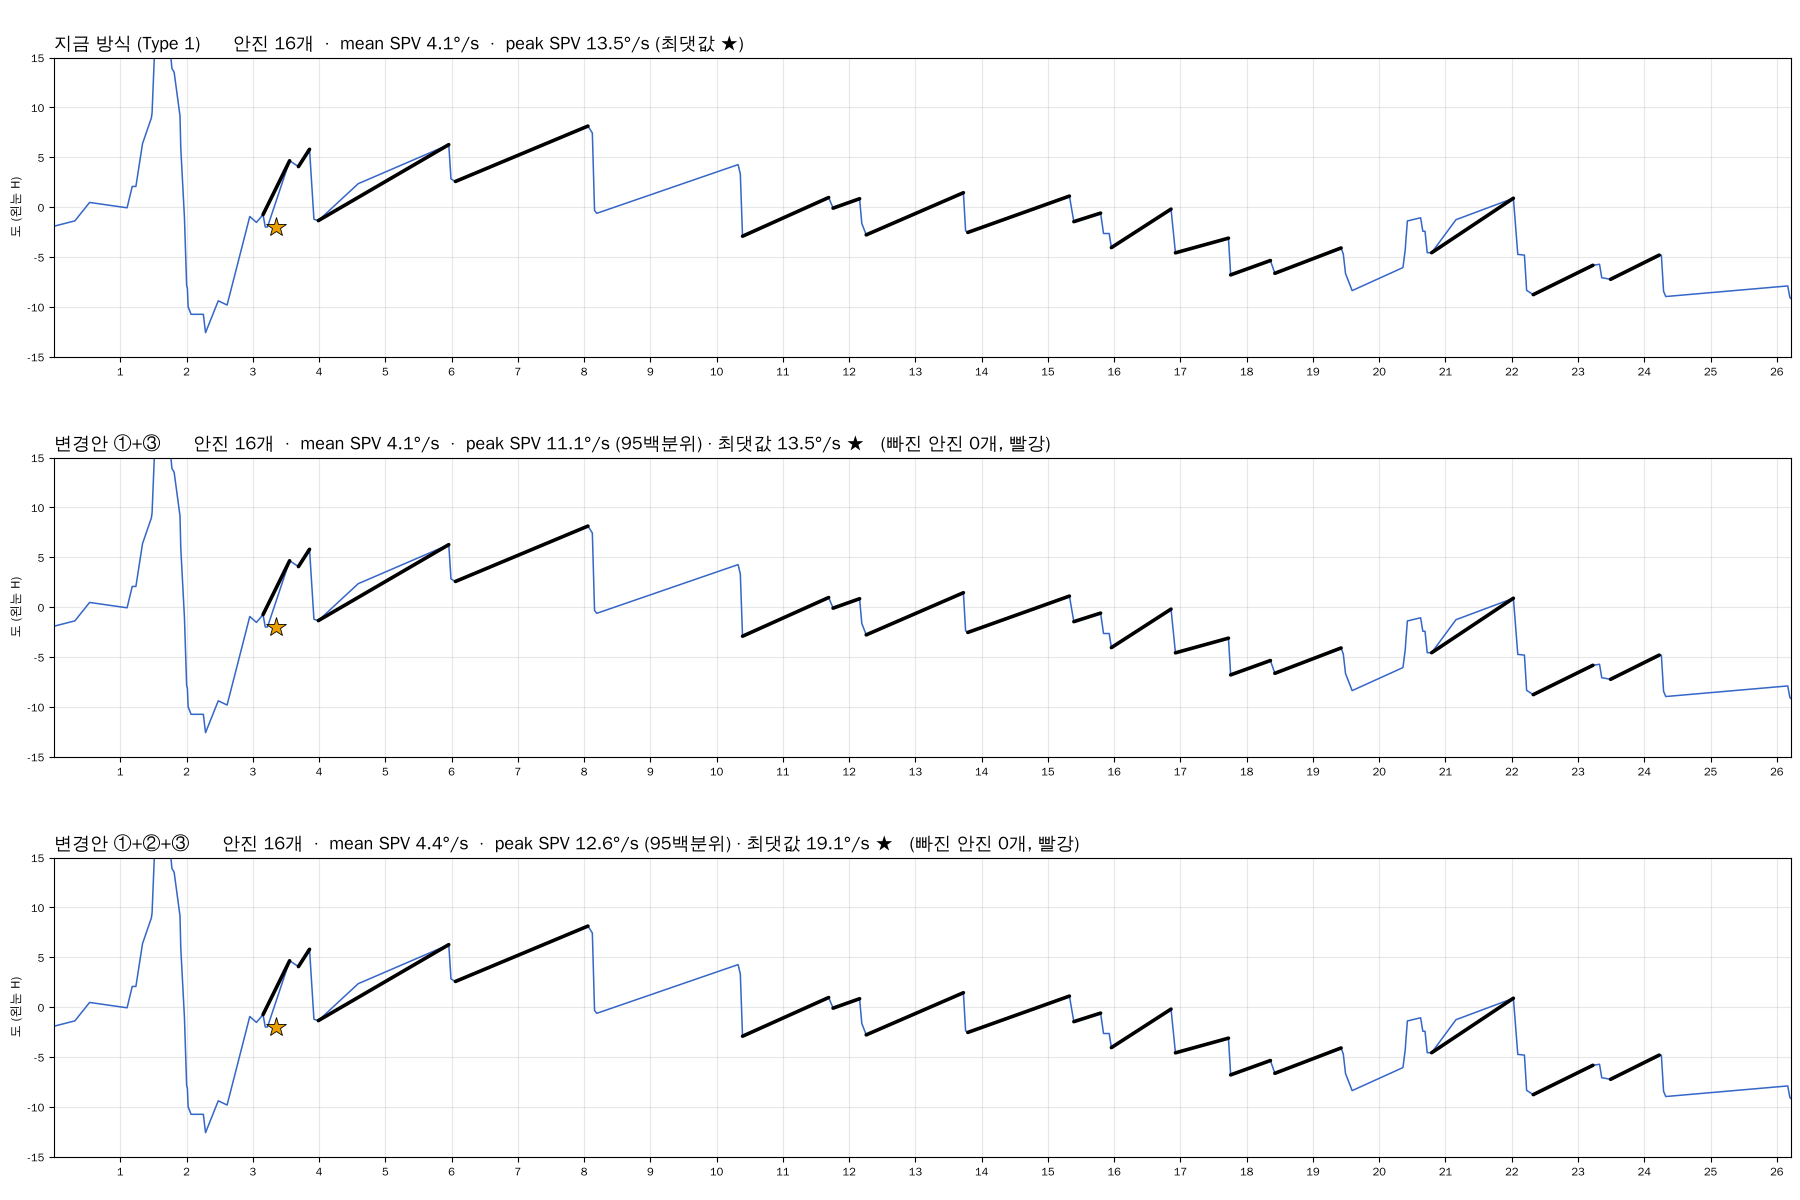 지금 방식 (Type 1) 안진 16개 · mean SPV 4.1°/s · peak SPV 13.5°/s (최댓값 ★)
15
10
5
0
-5
-10
-15
도 (왼눈 H)
1 2 3 4 5 6 7 8 9 10 11 12 13 14 15 16 17 18 19 20 21 22 23 24 25 26
변경안 ①+③ 안진 16개 · mean SPV 4.1°/s · peak SPV 11.1°/s (95백분위) · 최댓값 13.5°/s ★ (빠진 안진 0개, 빨강)
15
10
5
0
-5
-10
-15
도 (왼눈 H)
1 2 3 4 5 6 7 8 9 10 11 12 13 14 15 16 17 18 19 20 21 22 23 24 25 26
변경안 ①+②+③ 안진 16개 · mean SPV 4.4°/s · peak SPV 12.6°/s (95백분위) · 최댓값 19.1°/s ★ (빠진 안진 0개, 빨강)
15
10
5
0
-5
-10
-15
도 (왼눈 H)
1 2 3 4 5 6 7 8 9 10 11 12 13 14 15 16 17 18 19 20 21 22 23 24 25 26